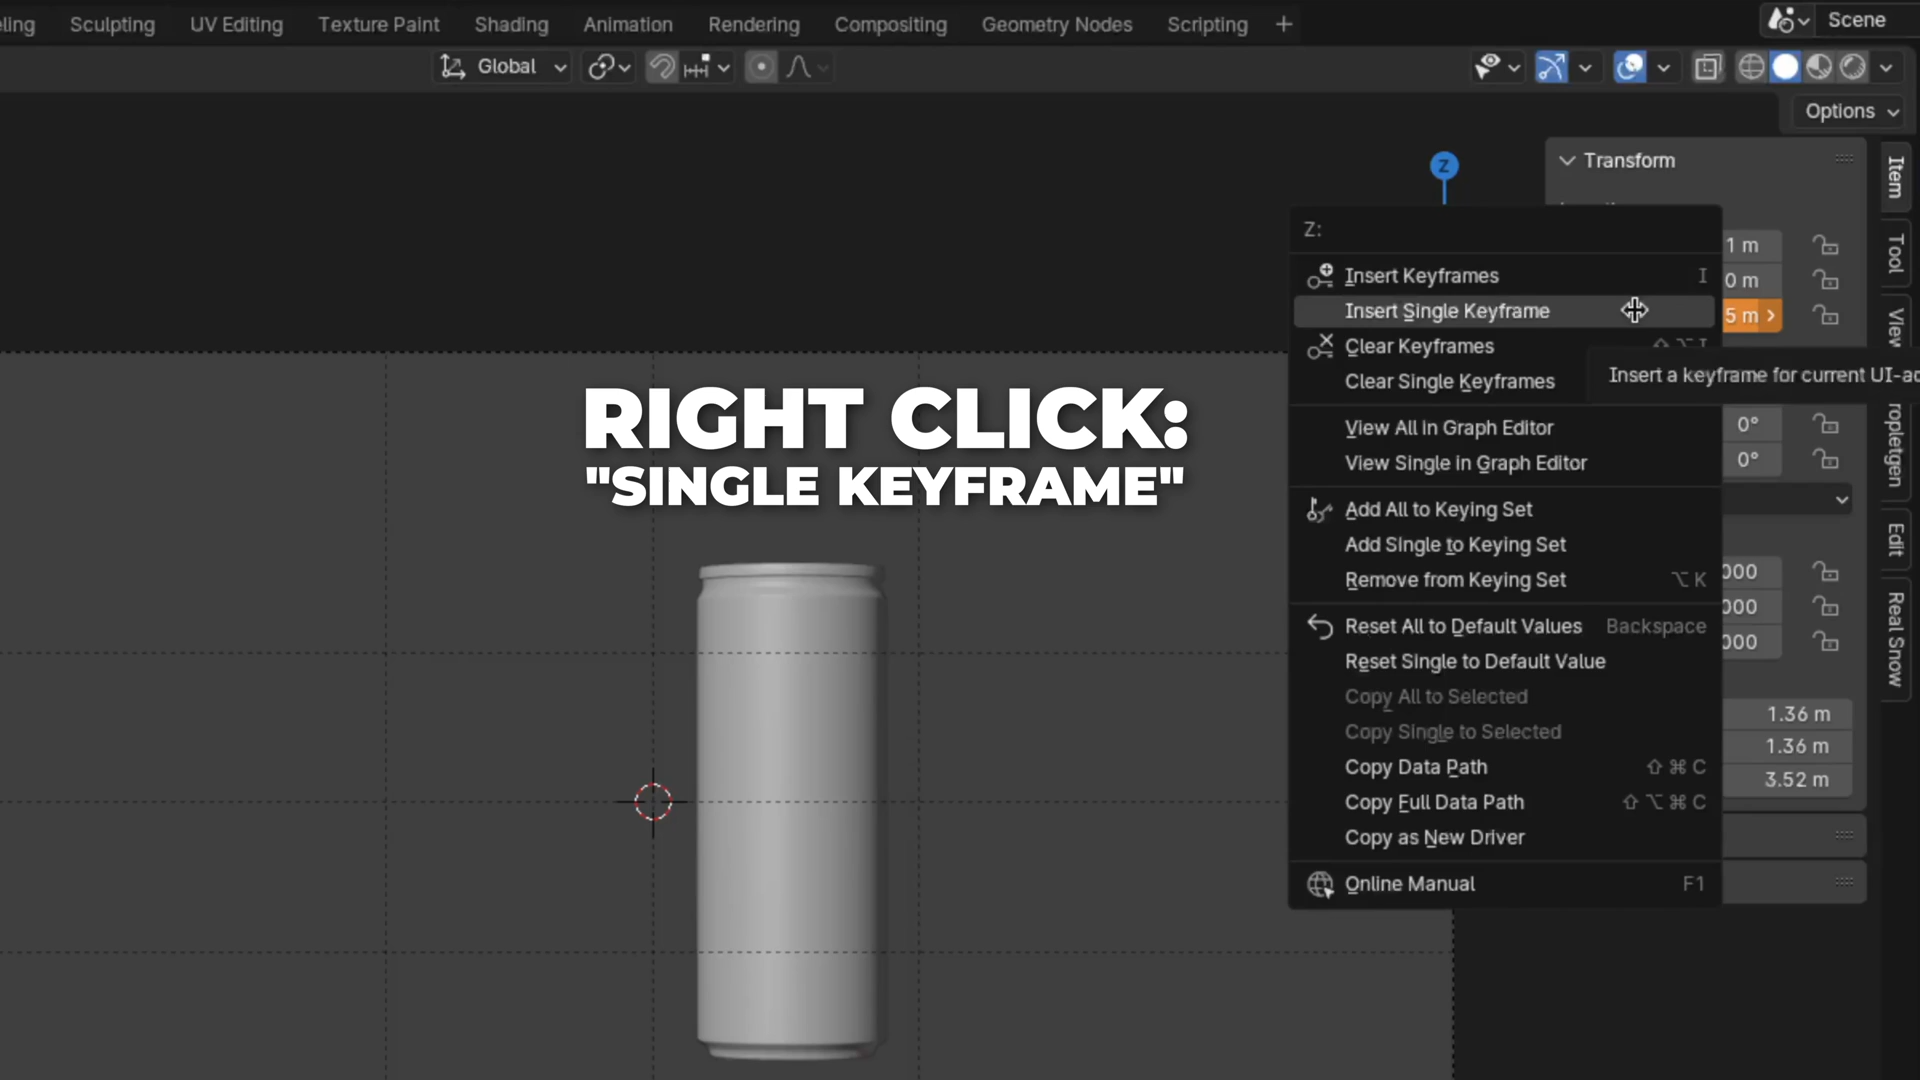 Sculpting UV Editing Texture Paint Shading Animation Rendering Compositing Geometry Nodes Scripting + Scene
Global
Options
Transform
Item
Tool
Z
Z:
1 m
0 m
5 m
Insert Keyframes I
Insert Single Keyframe
Clear Keyframes
Clear Single Keyframes
Insert a keyframe for current
View All in Graph Editor
View Single in Graph Editor
0°
0°
Add All to Keying Set
Add Single to Keying Set
Remove from Keying Set ⌥ K
Edit
Real Snow
000
000
000
Reset All to Default Values Backspace
Reset Single to Default Value
Copy All to Selected
Copy Single to Selected
Copy Data Path ⇧ ⌘ C
Copy Full Data Path ⇧ ⌥ ⌘ C
Copy as New Driver
1.36 m
1.36 m
3.52 m
Online Manual F1
RIGHT CLICK:
"SINGLE KEYFRAME"